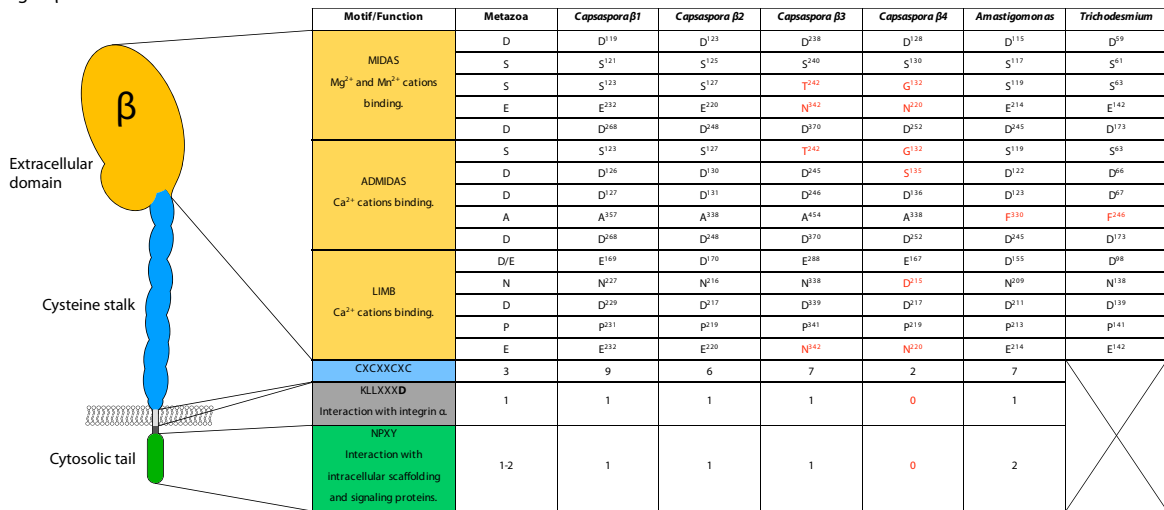 Motif/Function Metazoa Capsaspora β1 Capsaspora β2 Capsaspora β3 Capsaspora β4 Amastigomonas Trichodesmium
β
Extracellular
domain
Cysteine stalk
Cytosolic tail
MIDAS
Mg²⁺ and Mn²⁺ cations
binding.
D D¹¹⁹ D¹²³ D²³⁸ D¹²⁸ D¹¹⁵ D⁵⁹
S S¹²¹ S¹²⁵ S²⁴⁰ S¹³⁰ S¹¹⁷ S⁶¹
S S¹²³ S¹²⁷ T²⁴² G¹³² S¹¹⁹ S⁶³
E E²³² E²²⁰ N³⁴² N²²⁰ E²¹⁴ E¹⁴²
D D²⁶⁸ D²⁴⁸ D³⁷⁰ D²⁵² D²⁴⁵ D¹⁷³
ADMIDAS
Ca²⁺ cations binding.
S S¹²³ S¹²⁷ T²⁴² G¹³² S¹¹⁹ S⁶³
D D¹²⁶ D¹³⁰ D²⁴⁵ S¹³⁵ D¹²² D⁶⁶
D D¹²⁷ D¹³¹ D²⁴⁶ D¹³⁶ D¹²³ D⁶⁷
A A³⁵⁷ A³³⁸ A⁴⁵⁴ A³³⁸ F³³⁰ F²⁴⁶
D D²⁶⁸ D²⁴⁸ D³⁷⁰ D²⁵² D²⁴⁵ D¹⁷³
LIMB
Ca²⁺ cations binding.
D/E E¹⁶⁹ D¹⁷⁰ E²⁸⁸ E¹⁶⁷ D¹⁵⁵ D⁹⁸
N N²²⁷ N²¹⁶ N³³⁸ D²¹⁵ N²⁰⁹ N¹³⁸
D D²²⁹ D²¹⁷ D³³⁹ D²¹⁷ D²¹¹ D¹³⁹
P P²³¹ P²¹⁹ P³⁴¹ P²¹⁹ P²¹³ P¹⁴¹
E E²³² E²²⁰ N³⁴² N²²⁰ E²¹⁴ E¹⁴²
CXCXXCXC 3 9 6 7 2 7
KLLXXXD
Interaction with integrin α.
1 1 1 1 0 1
NPXY
Interaction with
intracellular scaffolding
and signaling proteins.
1-2 1 1 1 0 2